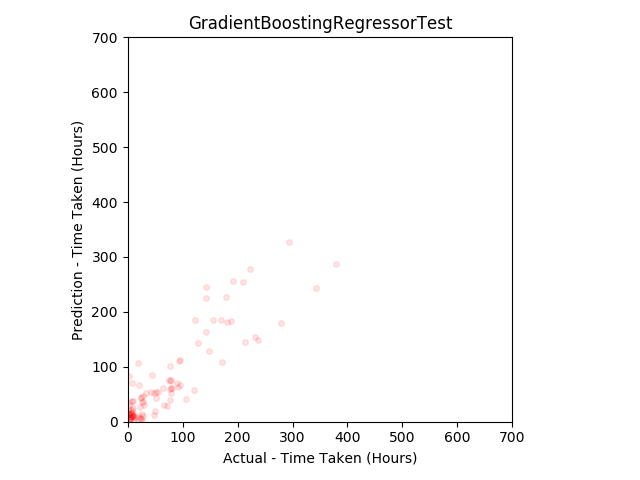 GradientBoostingRegressorTest
700
600
500
400
300
200
100
0
Prediction - Time Taken (Hours)
0 100 200 300 400 500 600 700
Actual - Time Taken (Hours)